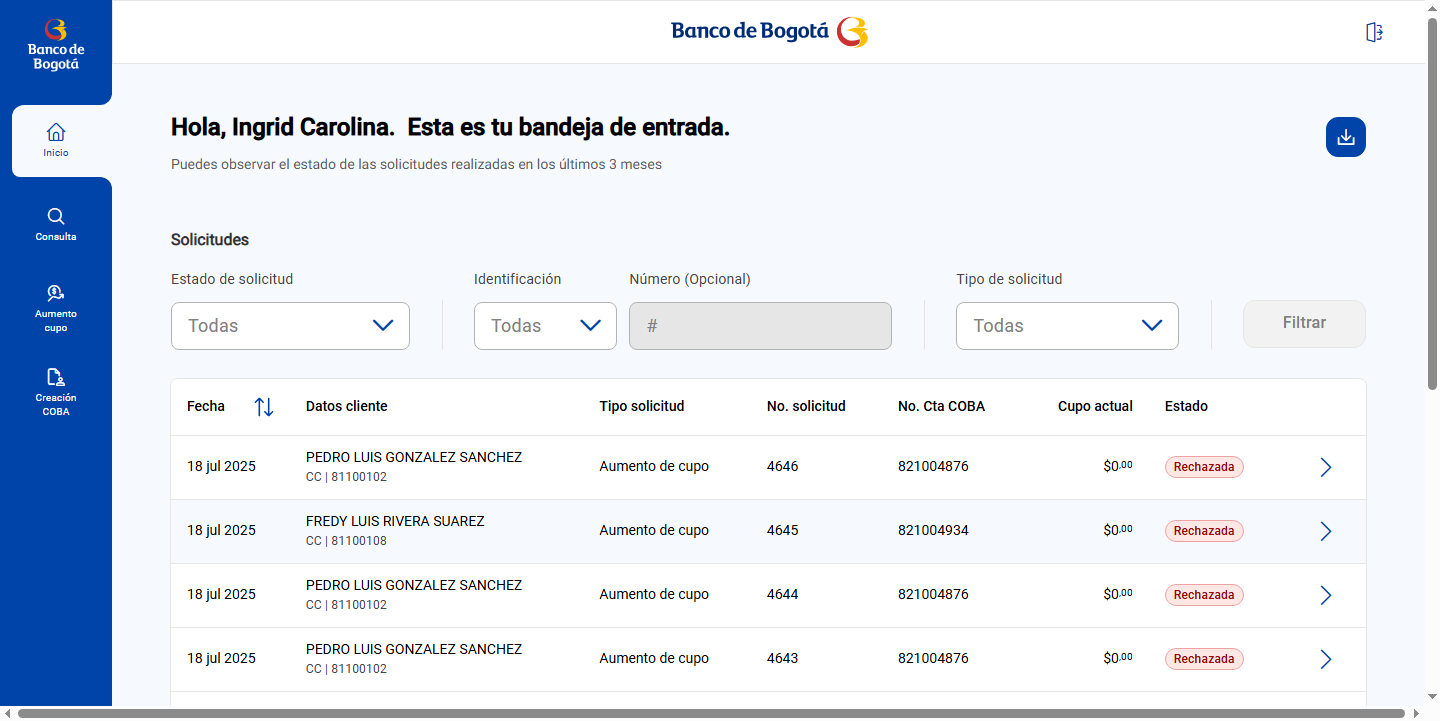 Banco de
Bogotá
Banco de Bogotá
Inicio
Consulta
Aumento
cupo
Creación
COBA
Hola, Ingrid Carolina.  Esta es tu bandeja de entrada.
Puedes observar el estado de las solicitudes realizadas en los últimos 3 meses
Solicitudes
Estado de solicitud Identificación Número (Opcional) Tipo de solicitud
Todas Todas # Todas Filtrar
Fecha Datos cliente Tipo solicitud No. solicitud No. Cta COBA Cupo actual Estado
18 jul 2025 PEDRO LUIS GONZALEZ SANCHEZ Aumento de cupo 4646 821004876 $0,00 Rechazada
CC | 81100102
18 jul 2025 FREDY LUIS RIVERA SUAREZ Aumento de cupo 4645 821004934 $0,00 Rechazada
CC | 81100108
18 jul 2025 PEDRO LUIS GONZALEZ SANCHEZ Aumento de cupo 4644 821004876 $0,00 Rechazada
CC | 81100102
18 jul 2025 PEDRO LUIS GONZALEZ SANCHEZ Aumento de cupo 4643 821004876 $0,00 Rechazada
CC | 81100102